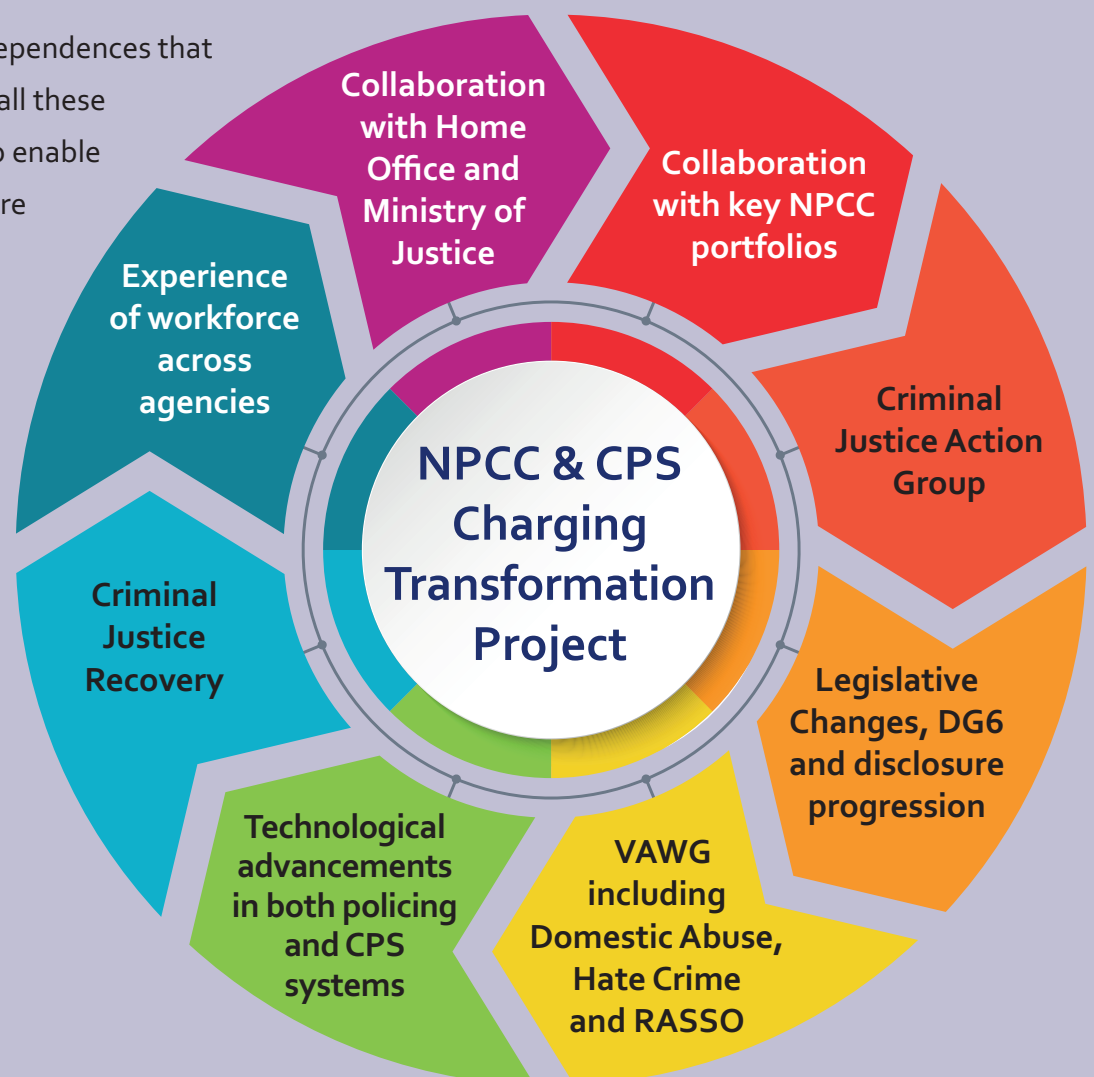 ependences that
all these
o enable
re
Collaboration
with Home
Office and
Ministry of
Justice
Collaboration
with key NPCC
portfolios
Criminal
Justice Action
Group
Legislative
Changes, DG6
and disclosure
progression
VAWG
including
Domestic Abuse,
Hate Crime
and RASSO
Technological
advancements
in both policing
and CPS
systems
Criminal
Justice
Recovery
Experience
of workforce
across
agencies
NPCC & CPS
Charging
Transformation
Project